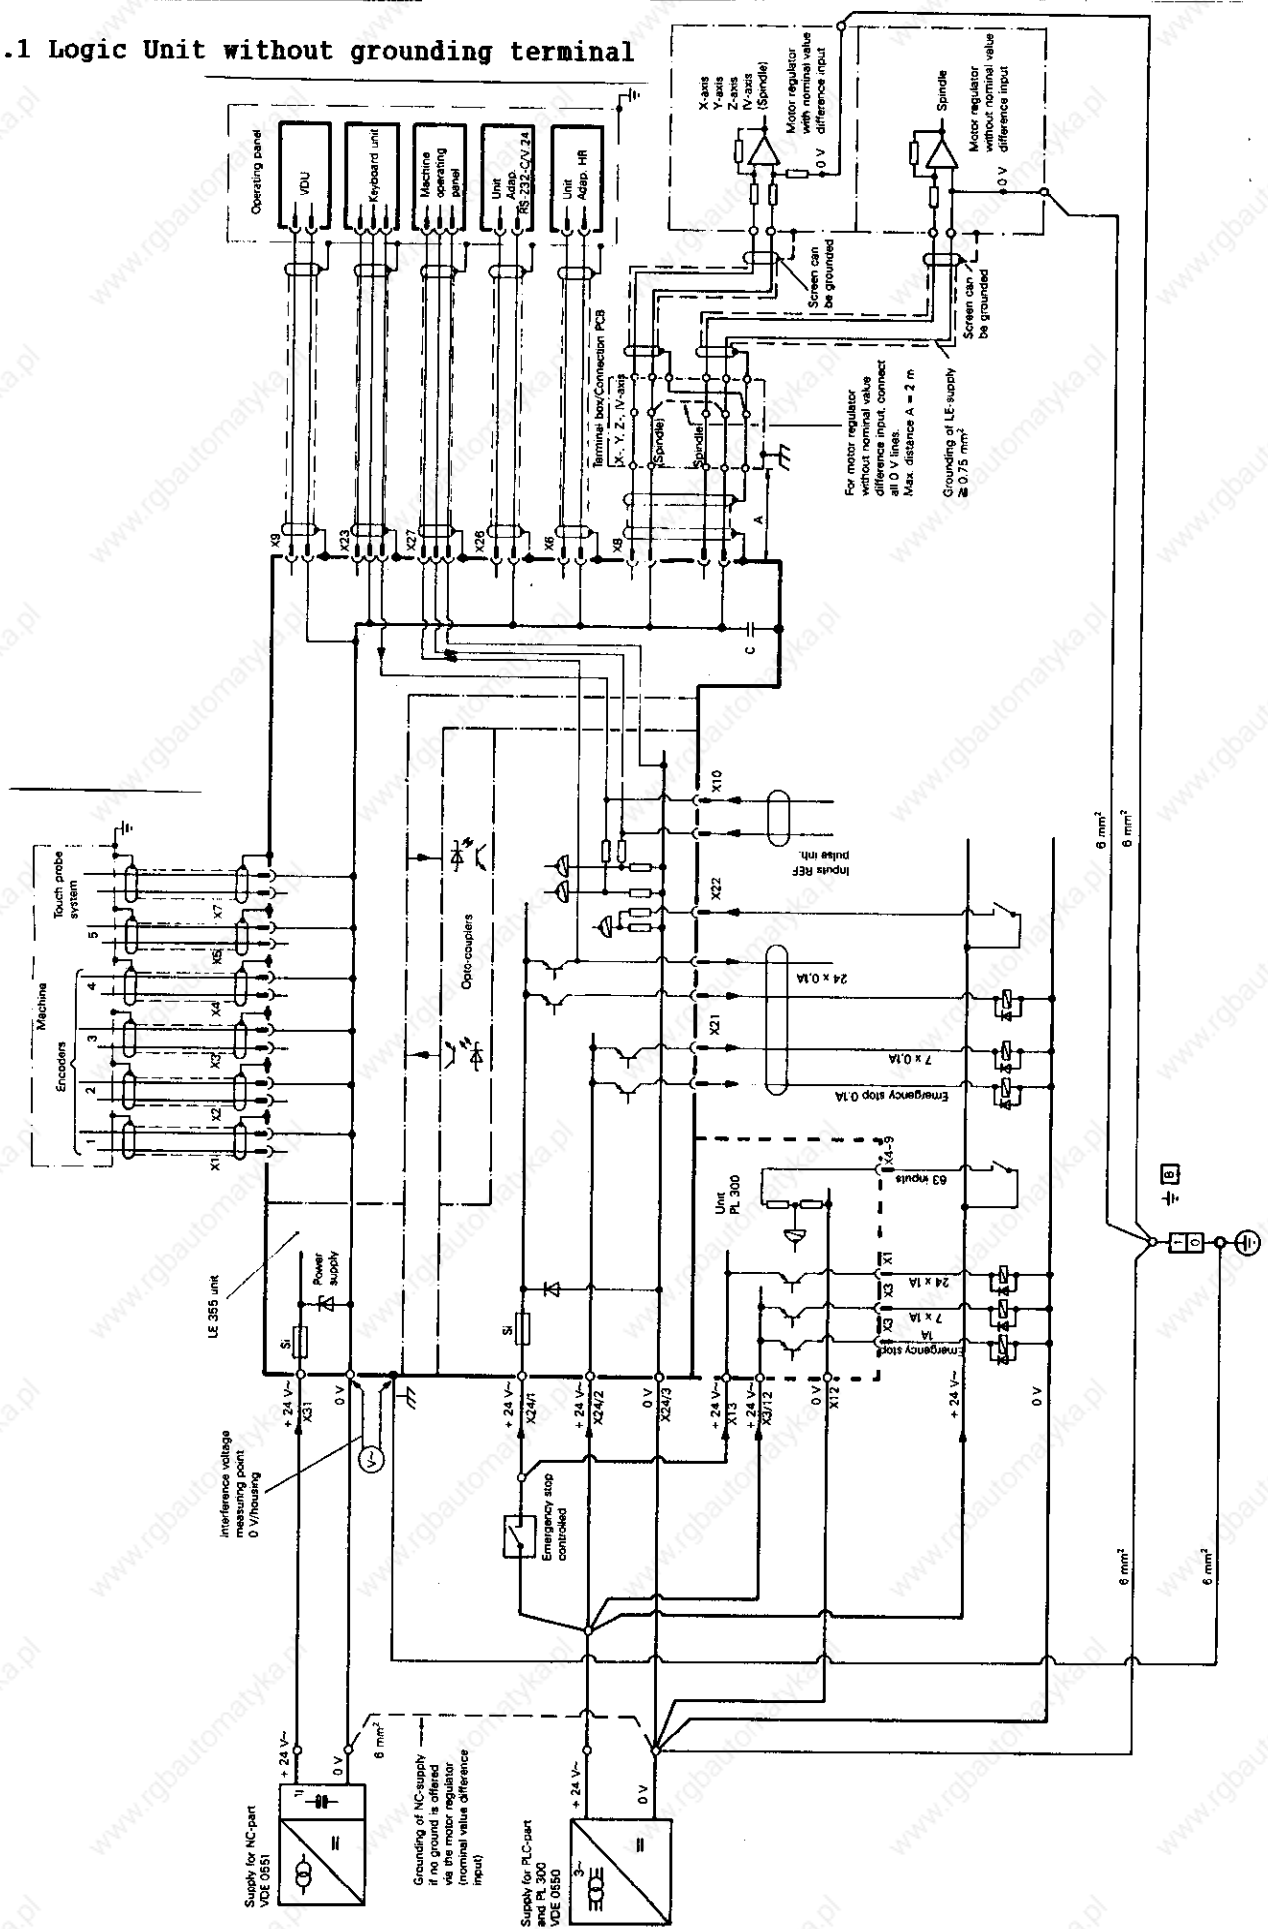 .1 Logic Unit without grounding terminal
Operating panel
VDU
Keyboard unit
Machine
operating
panel
Unit
Adap.
RS-232-C/V.24
Unit
Adap. HR
X-axis
Y-axis
Z-axis
IV-axis
(Spindle)
Motor regulator
with nominal value
difference input
0 V
Spindle
Motor regulator
without nominal value
difference input
0 V
Screen can
be grounded
Screen can
be grounded
Terminal box/Connection PCB
X-, Y, Z-, IV-axis
(Spindle)
Spindle
For motor regulator
without nominal value
difference input, connect
all 0 V lines.
Max. distance A = 2 m
Grounding of LE-supply
≧ 0.75 mm²
X9
X23
X27
X26
X6
X8
A
C
Machine
Encoders
1
2
3
4
5
Touch probe
system
X1
X2
X3
X4
X5
X7
Opto-couplers
X10
Inputs REF
pulse inh.
X22
24 x 0,1A
X21
7 x 0,1A
Emergency stop 0.1A
LE 355 unit
Power
supply
Si
Si
Unit
PL 300
X4-9
63 inputs
X1
24 x 1A
X3
7 x 1A
X3
1A
Emergency stop
+ 24 V~
X31
0 V
+ 24 V~
X24/1
+ 24 V~
X24/2
0 V
X24/3
+ 24 V~
X13
+ 24 V~
X3/12
0 V
X12
+ 24 V~
0 V
Interference voltage
measuring point
0 V/housing
V~
Emergency stop
controlled
6 mm²
6 mm²
6 mm²
6 mm²
B
1
0
+ 24 V~
0 V
6 mm²
Supply for NC-part
VDE 0551
Grounding of NC-supply
if no ground is offered
via the motor regulator
(nominal value difference
input)
+ 24 V~
0 V
3~
Supply for PLC-part
and PL 300
VDE 0550
www.rgbautomatyka.pl